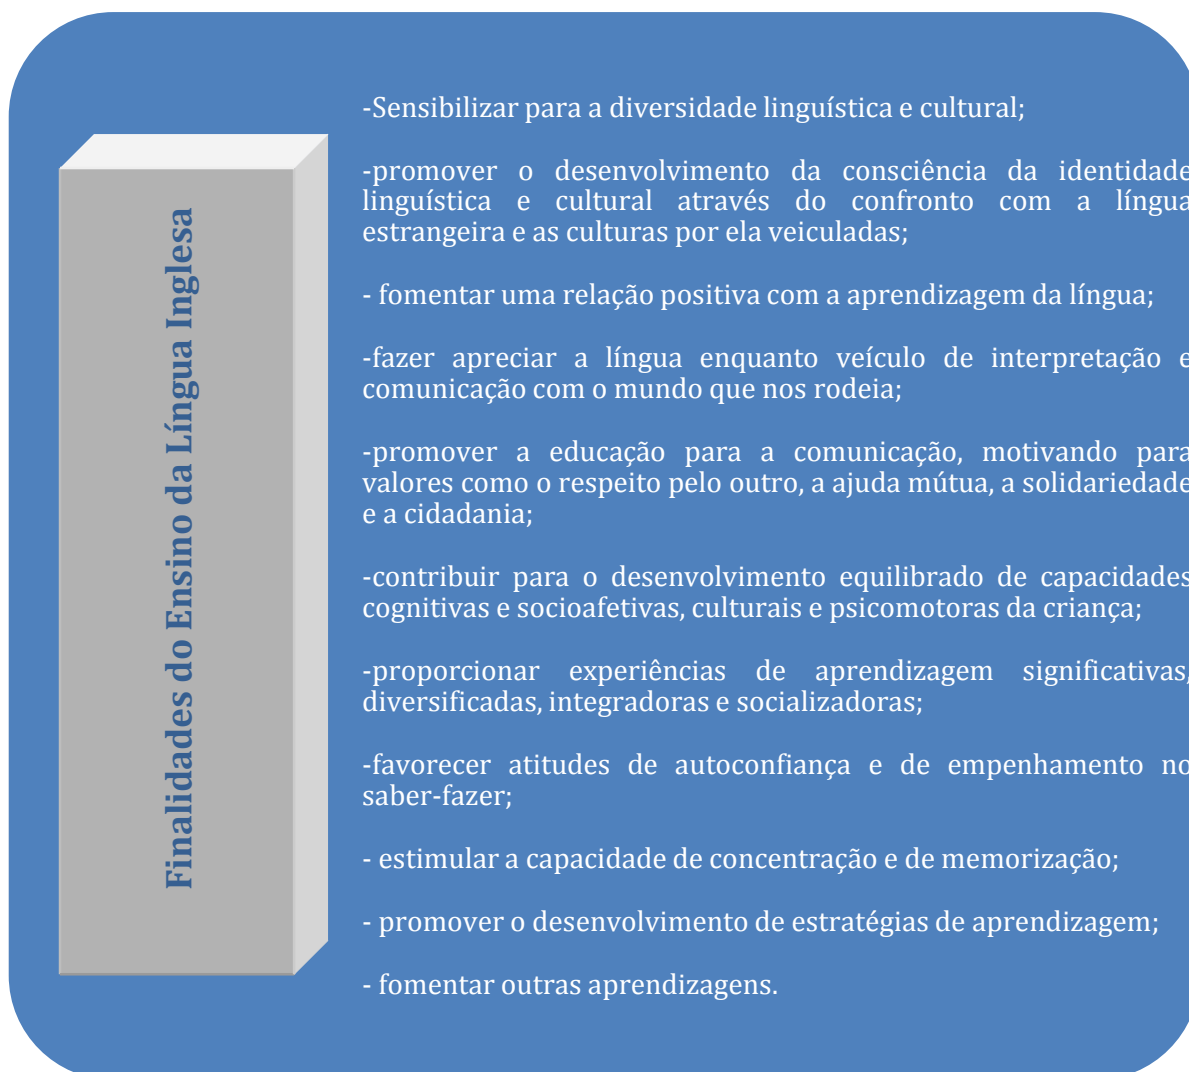 Finalidades do Ensino da Língua Inglesa
-Sensibilizar para a diversidade linguística e cultural;
-promover o desenvolvimento da consciência da identidade
linguística e cultural através do confronto com a língua
estrangeira e as culturas por ela veiculadas;
- fomentar uma relação positiva com a aprendizagem da língua;
-fazer apreciar a língua enquanto veículo de interpretação e
comunicação com o mundo que nos rodeia;
-promover a educação para a comunicação, motivando para
valores como o respeito pelo outro, a ajuda mútua, a solidariedade
e a cidadania;
-contribuir para o desenvolvimento equilibrado de capacidades
cognitivas e socioafetivas, culturais e psicomotoras da criança;
-proporcionar experiências de aprendizagem significativas,
diversificadas, integradoras e socializadoras;
-favorecer atitudes de autoconfiança e de empenhamento no
saber-fazer;
- estimular a capacidade de concentração e de memorização;
- promover o desenvolvimento de estratégias de aprendizagem;
- fomentar outras aprendizagens.